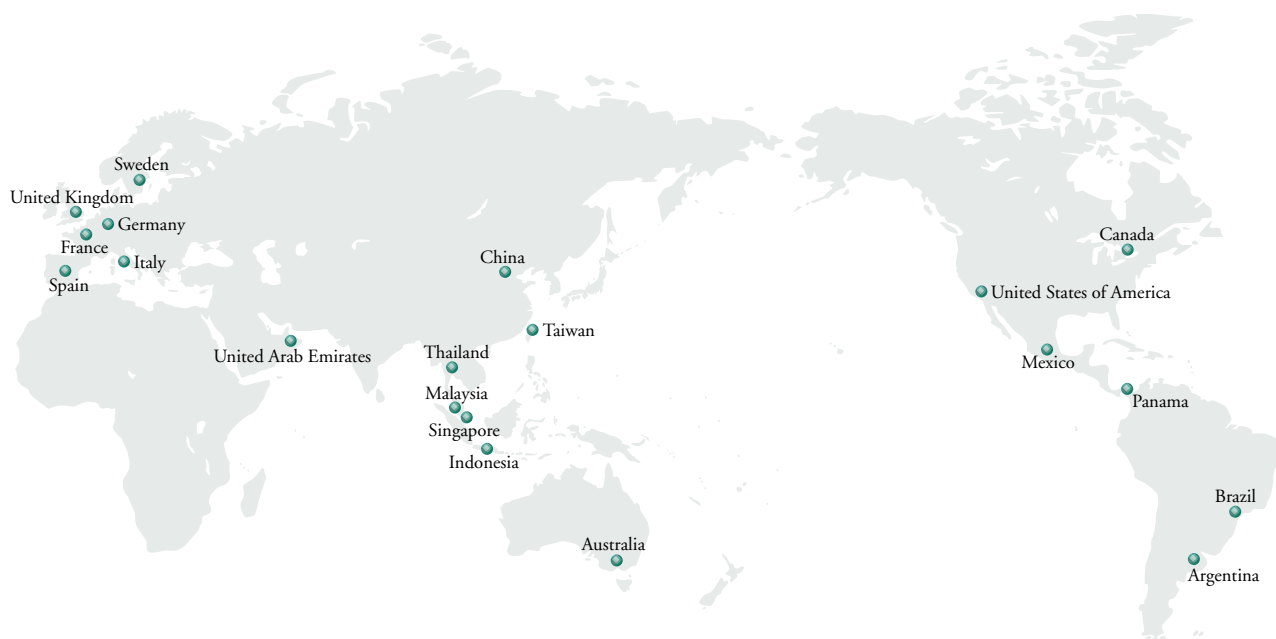 Sweden
United Kingdom
Germany
France
Italy
Spain
China
United Arab Emirates
Taiwan
Thailand
Malaysia
Singapore
Indonesia
Australia
Canada
United States of America
Mexico
Panama
Brazil
Argentina